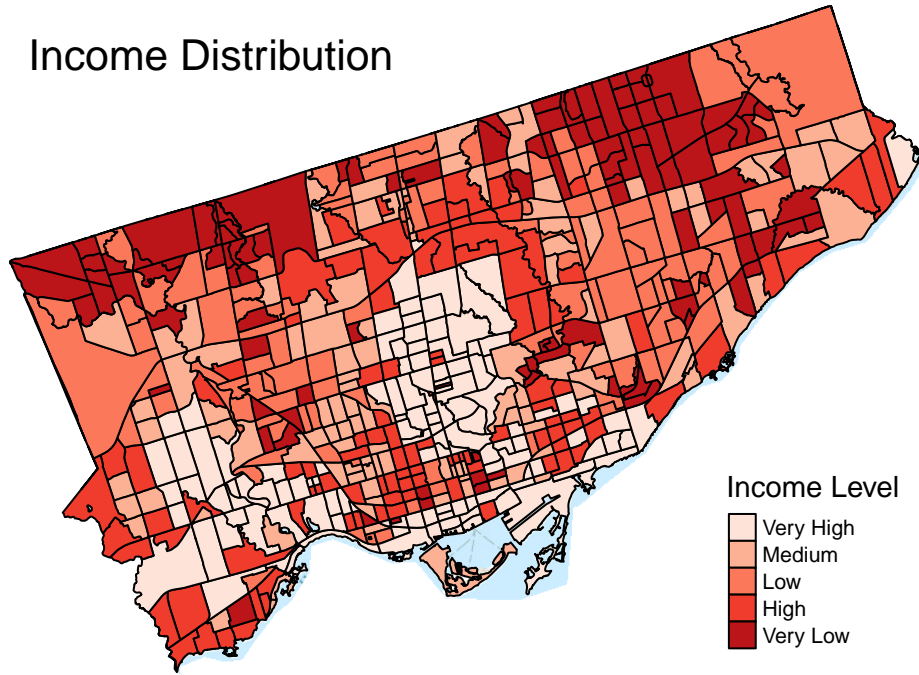 Income Distribution
Income Level
Very High
Medium
Low
High
Very Low